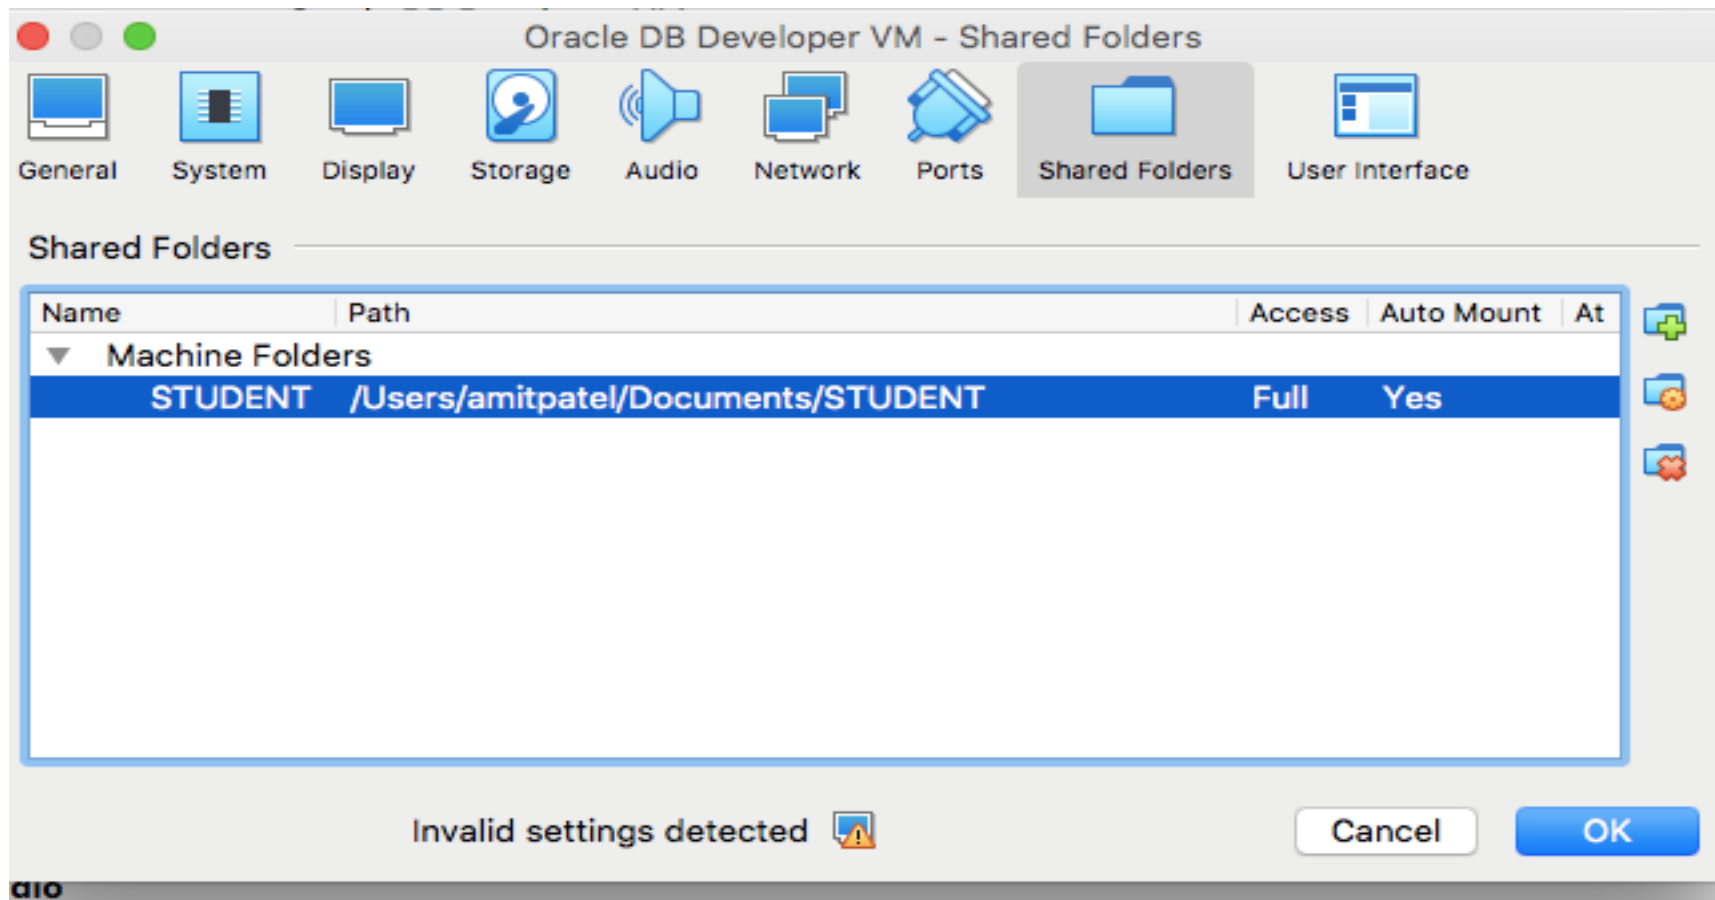 Oracle DB Developer VM - Shared Folders
General System Display Storage Audio Network Ports Shared Folders User Interface
Shared Folders
Name Path Access Auto Mount At
Machine Folders
STUDENT /Users/amitpatel/Documents/STUDENT Full Yes
Invalid settings detected Cancel OK
dio